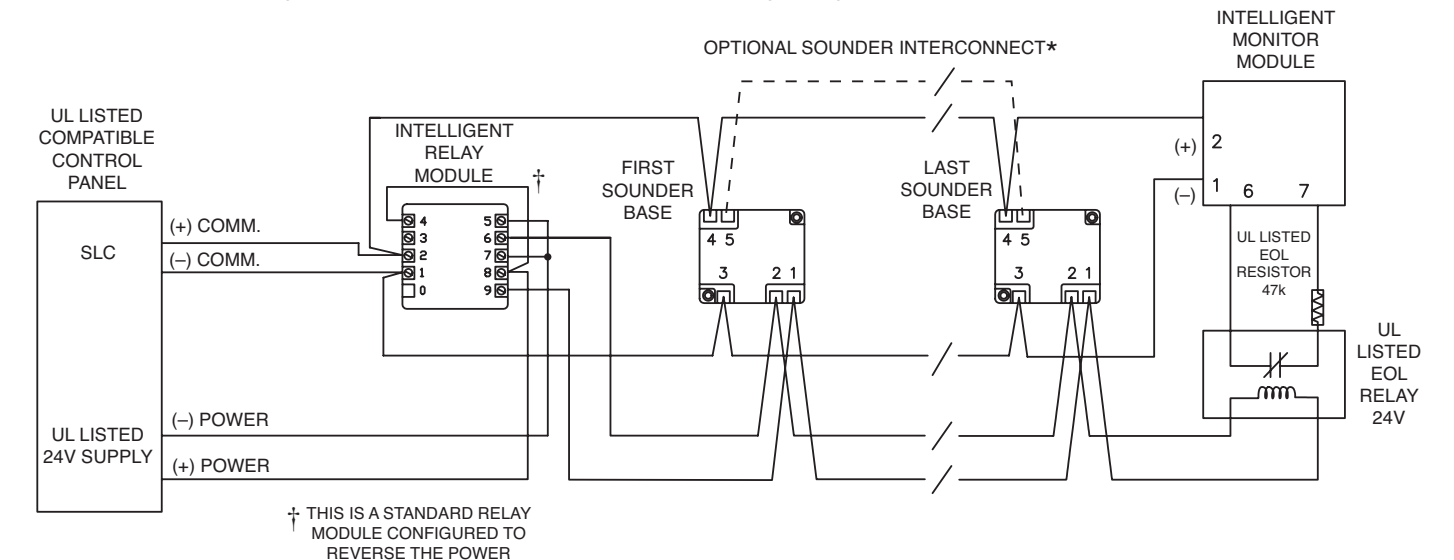 OPTIONAL SOUNDER INTERCONNECT*
INTELLIGENT
MONITOR
MODULE
UL LISTED
COMPATIBLE
CONTROL
PANEL
SLC
(+) COMM.
(–) COMM.
UL LISTED
24V SUPPLY
(–) POWER
(+) POWER
INTELLIGENT
RELAY
MODULE
†
4 5
3 6
2 7
1 8
0 9
FIRST
SOUNDER
BASE
4 5
3 2 1
LAST
SOUNDER
BASE
4 5
3 2 1
(+) 2
(–) 1
6 7
UL LISTED
EOL
RESISTOR
47k
UL
LISTED
EOL
RELAY
24V
† THIS IS A STANDARD RELAY
MODULE CONFIGURED TO
REVERSE THE POWER